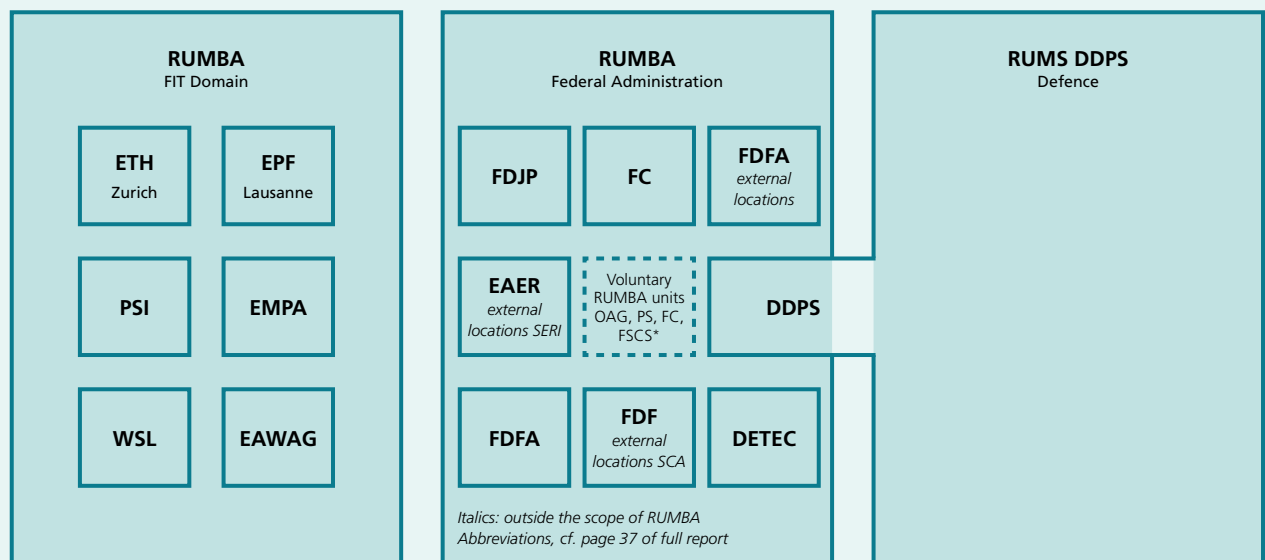 RUMBA
FIT Domain
ETH
Zurich
EPF
Lausanne
PSI
EMPA
WSL
EAWAG
RUMBA
Federal Administration
FDJP
FC
FDFA
external
locations
EAER
external
locations SERI
Voluntary
RUMBA units
OAG, PS, FC,
FSCS*
DDPS
FDFA
FDF
external
locations SCA
DETEC
Italics: outside the scope of RUMBA
Abbreviations, cf. page 37 of full report
RUMS DDPS
Defence